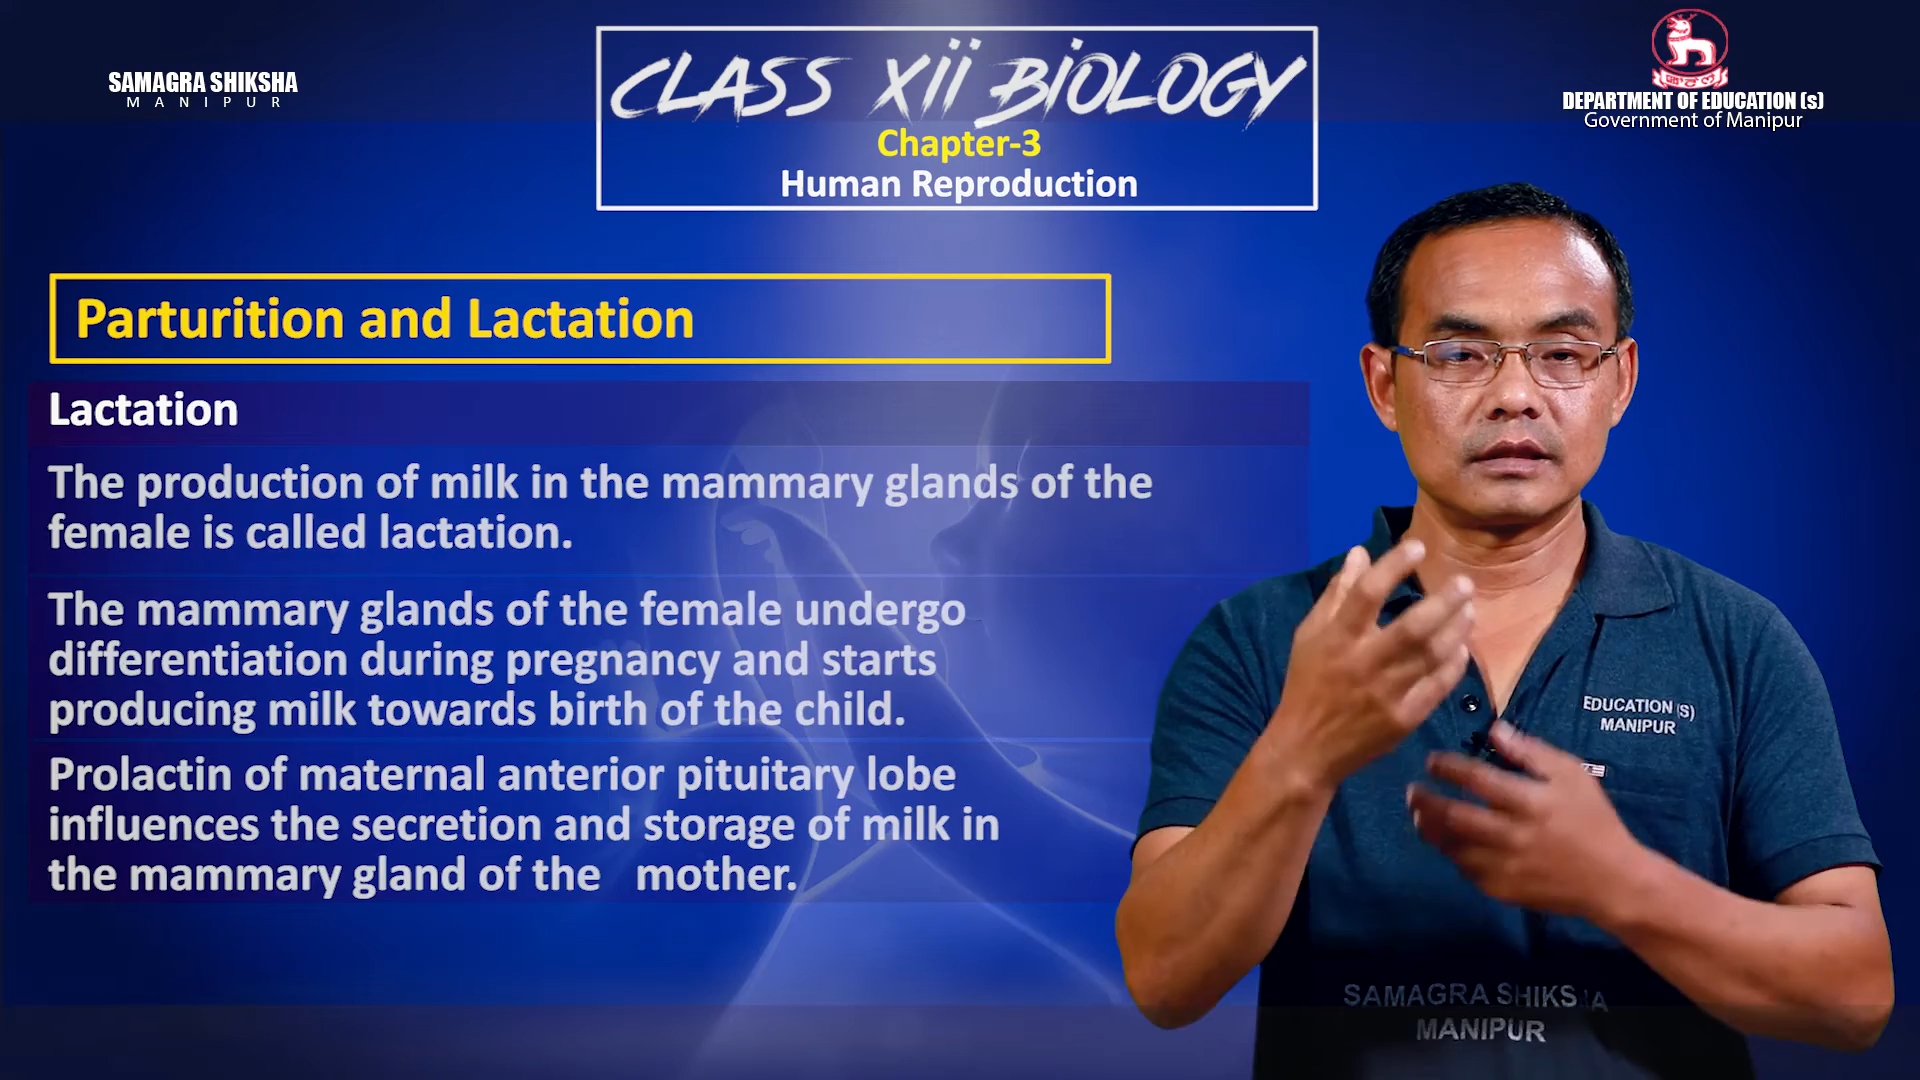 SAMAGRA SHIKSHA
MANIPUR
CLASS XII BIOLOGY
Chapter-3
Human Reproduction
DEPARTMENT OF EDUCATION (s)
Government of Manipur
Parturition and Lactation
Lactation
The production of milk in the mammary glands of the
female is called lactation.
The mammary glands of the female undergo
differentiation during pregnancy and starts
producing milk towards birth of the child.
Prolactin of maternal anterior pituitary lobe
influences the secretion and storage of milk in
the mammary gland of the mother.
EDUCATION (S)
MANIPUR
SAMAGRA SHIKSHA
MANIPUR